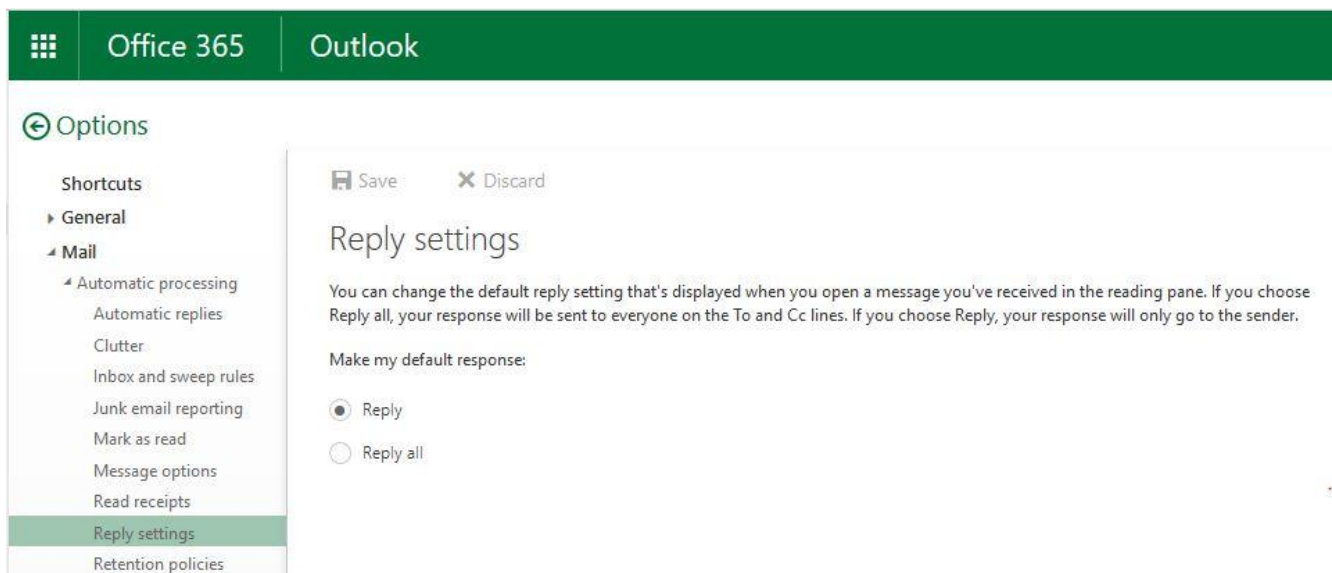 Office 365
Outlook
Options
Shortcuts
General
Mail
Automatic processing
Automatic replies
Clutter
Inbox and sweep rules
Junk email reporting
Mark as read
Message options
Read receipts
Reply settings
Retention policies
Save
Discard
Reply settings
You can change the default reply setting that's displayed when you open a message you've received in the reading pane. If you choose
Reply all, your response will be sent to everyone on the To and Cc lines. If you choose Reply, your response will only go to the sender.
Make my default response:
Reply
Reply all